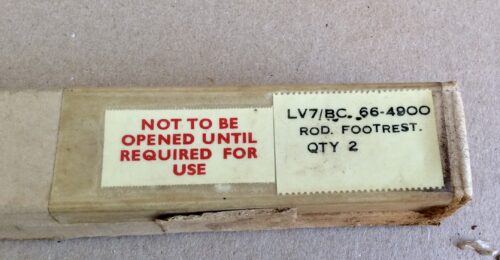 NOT TO BE
OPENED UNTIL
REQUIRED FOR
USE
LV7/BC. 66-4900
ROD. FOOTREST.
QTY 2